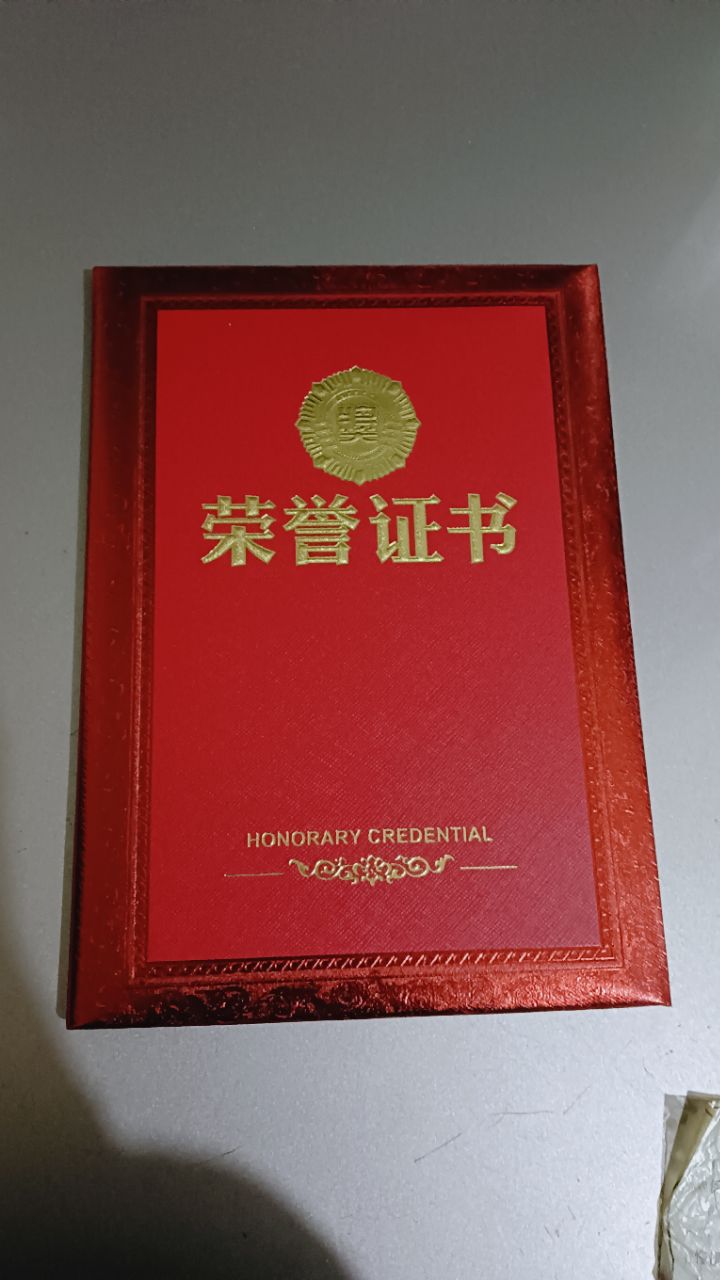 荣誉证书
HONORARY CREDENTIAL